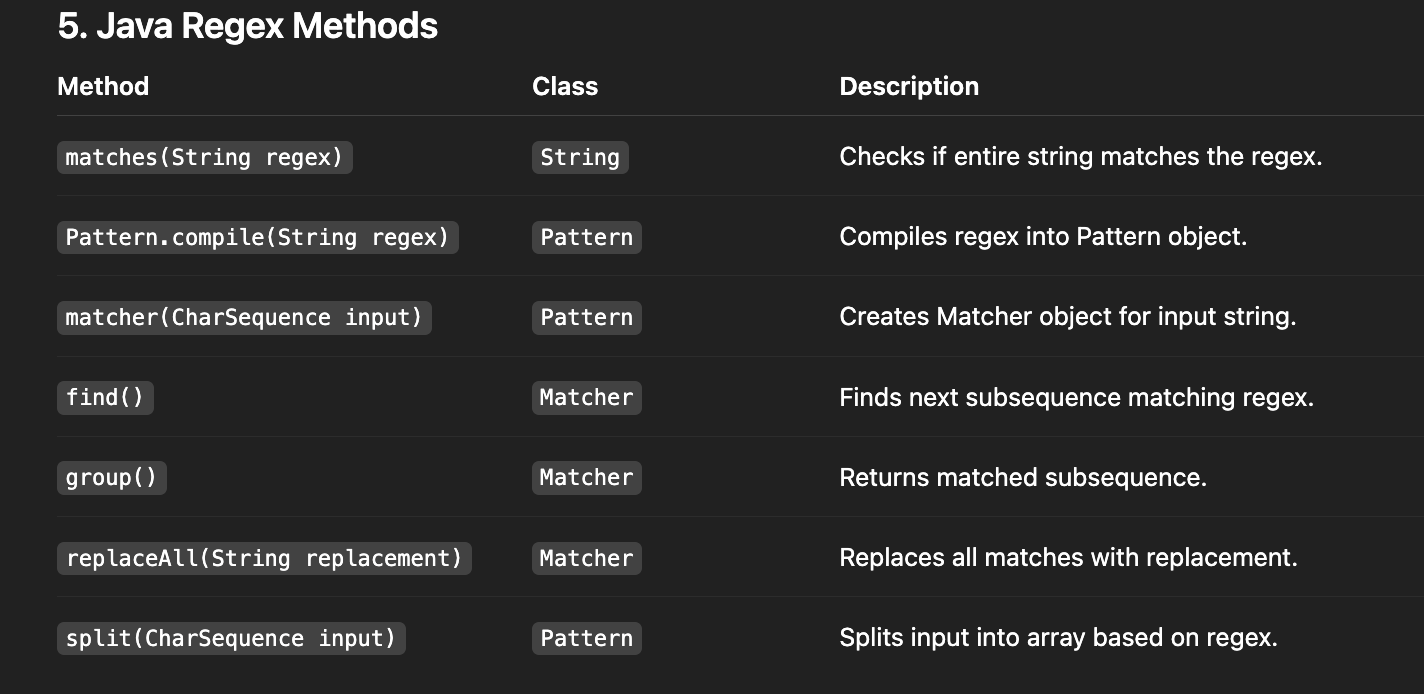 5. Java Regex Methods
Method Class Description
matches(String regex) String Checks if entire string matches the regex.
Pattern.compile(String regex) Pattern Compiles regex into Pattern object.
matcher(CharSequence input) Pattern Creates Matcher object for input string.
find() Matcher Finds next subsequence matching regex.
group() Matcher Returns matched subsequence.
replaceAll(String replacement) Matcher Replaces all matches with replacement.
split(CharSequence input) Pattern Splits input into array based on regex.